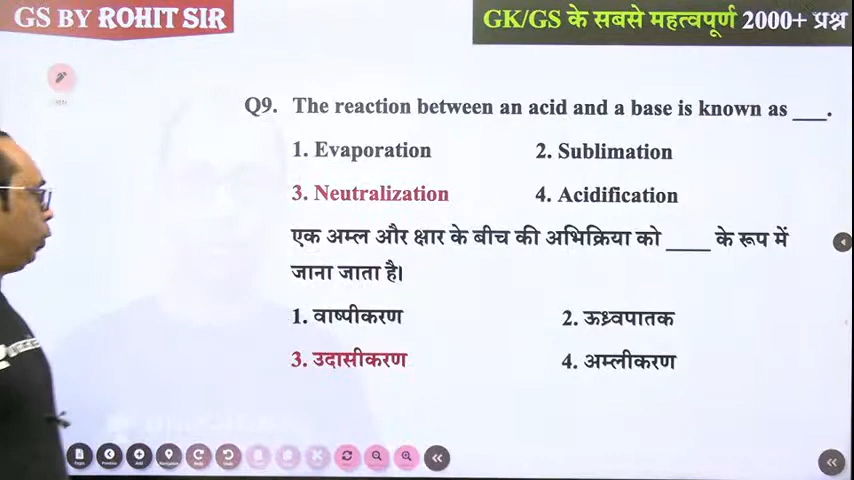 GS BY ROHIT SIR
GK/GS के सबसे महत्वपूर्ण 2000+ प्रश्न
Q9. The reaction between an acid and a base is known as ___.
1. Evaporation 2. Sublimation
3. Neutralization 4. Acidification
एक अम्ल और क्षार के बीच की अभिक्रिया को ____ के रूप में
जाना जाता है।
1. वाष्पीकरण 2. ऊर्ध्वपातक
3. उदासीकरण 4. अम्लीकरण